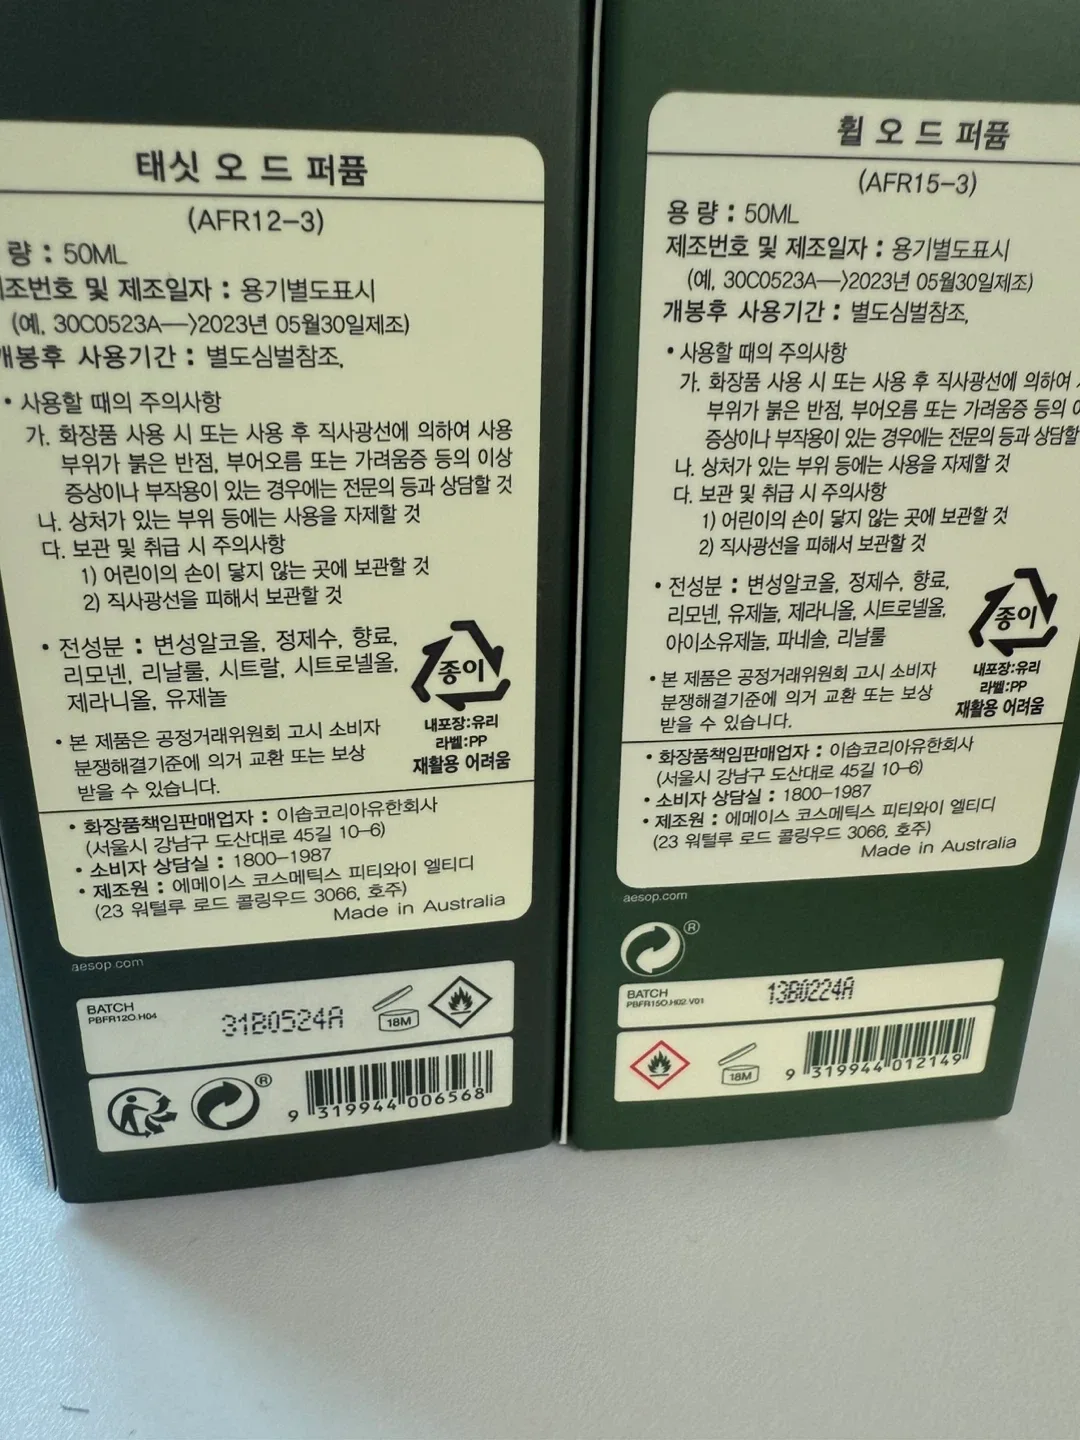 태싯 오 드 퍼퓸
(AFR12-3)
량 : 50ML
조번호 및 제조일자 : 용기별도표시
(예. 30C0523A—>2023년 05월30일제조)
개봉후 사용기간 : 별도심벌참조.
• 사용할 때의 주의사항
가. 화장품 사용 시 또는 사용 후 직사광선에 의하여 사용
부위가 붉은 반점, 부어오름 또는 가려움증 등의 이상
증상이나 부작용이 있는 경우에는 전문의 등과 상담할 것
나. 상처가 있는 부위 등에는 사용을 자제할 것
다. 보관 및 취급 시 주의사항
1) 어린이의 손이 닿지 않는 곳에 보관할 것
2) 직사광선을 피해서 보관할 것
• 전성분 : 변성알코올, 정제수, 향료,
리모넨, 리날룰, 시트랄, 시트로넬올,
제라니올, 유제놀
종이
내포장:유리
라벨:PP
재활용 어려움
• 본 제품은 공정거래위원회 고시 소비자
분쟁해결기준에 의거 교환 또는 보상
받을 수 있습니다.
• 화장품책임판매업자 : 이솝코리아유한회사
(서울시 강남구 도산대로 45길 10-6)
• 소비자 상담실 : 1800-1987
• 제조원 : 에메이스 코스메틱스 피티와이 엘티디
(23 워털루 로드 콜링우드 3066, 호주)
Made in Australia
aesop.com
BATCH
PBFR12O.H04
31B0524A
18M
®
9 319944 006568
휠 오 드 퍼퓸
(AFR15-3)
용 량 : 50ML
제조번호 및 제조일자 : 용기별도표시
(예. 30C0523A—>2023년 05월30일제조)
개봉후 사용기간 : 별도심벌참조.
• 사용할 때의 주의사항
가. 화장품 사용 시 또는 사용 후 직사광선에 의하여
부위가 붉은 반점, 부어오름 또는 가려움증 등의
증상이나 부작용이 있는 경우에는 전문의 등과 상담할
나. 상처가 있는 부위 등에는 사용을 자제할 것
다. 보관 및 취급 시 주의사항
1) 어린이의 손이 닿지 않는 곳에 보관할 것
2) 직사광선을 피해서 보관할 것
• 전성분 : 변성알코올, 정제수, 향료,
리모넨, 유제놀, 제라니올, 시트로넬올,
아이소유제놀, 파네솔, 리날룰
종이
내포장:유리
라벨:PP
재활용 어려움
• 본 제품은 공정거래위원회 고시 소비자
분쟁해결기준에 의거 교환 또는 보상
받을 수 있습니다.
• 화장품책임판매업자 : 이솝코리아유한회사
(서울시 강남구 도산대로 45길 10-6)
• 소비자 상담실 : 1800-1987
• 제조원 : 에메이스 코스메틱스 피티와이 엘티디
(23 워털루 로드 콜링우드 3066, 호주)
Made in Australia
aesop.com
®
BATCH
PBFR15O.H02.V01
13B0224A
18M
9 319944 012149